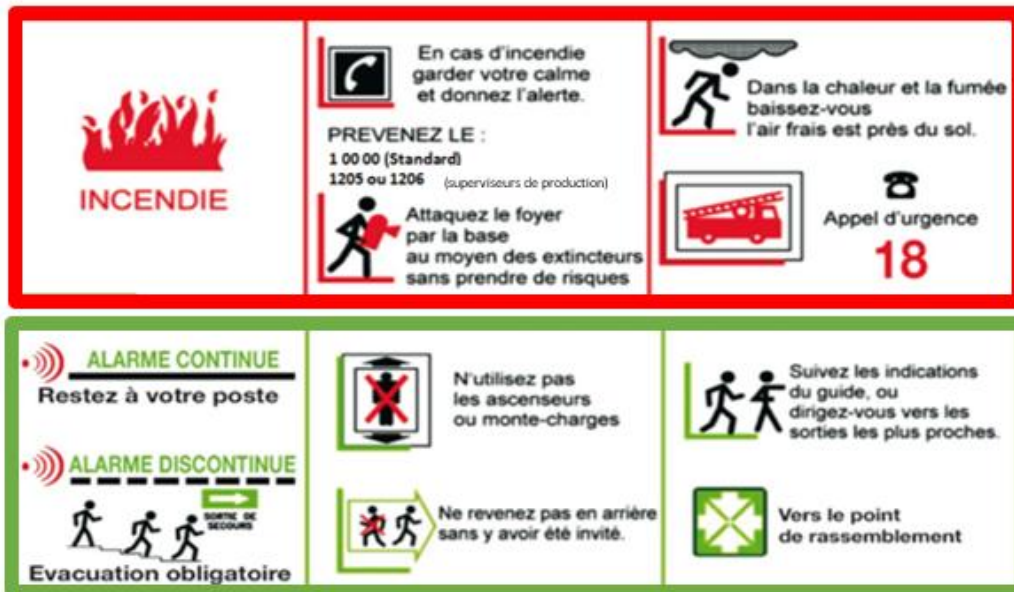 INCENDIE
En cas d'incendie
garder votre calme
et donnez l'alerte.
PREVENEZ LE :
1 00 00 (Standard)
1205 ou 1206 (superviseurs de production)
Attaquez le foyer
par la base
au moyen des extincteurs
sans prendre de risques
Dans la chaleur et la fumée
baissez-vous
l'air frais est près du sol.
Appel d'urgence
18
ALARME CONTINUE
Restez à votre poste
ALARME DISCONTINUE
SORTIE DE
SECOURS
Evacuation obligatoire
N'utilisez pas
les ascenseurs
ou monte-charges
Ne revenez pas en arrière
sans y avoir été invité.
Suivez les indications
du guide, ou
dirigez-vous vers les
sorties les plus proches.
Vers le point
de rassemblement